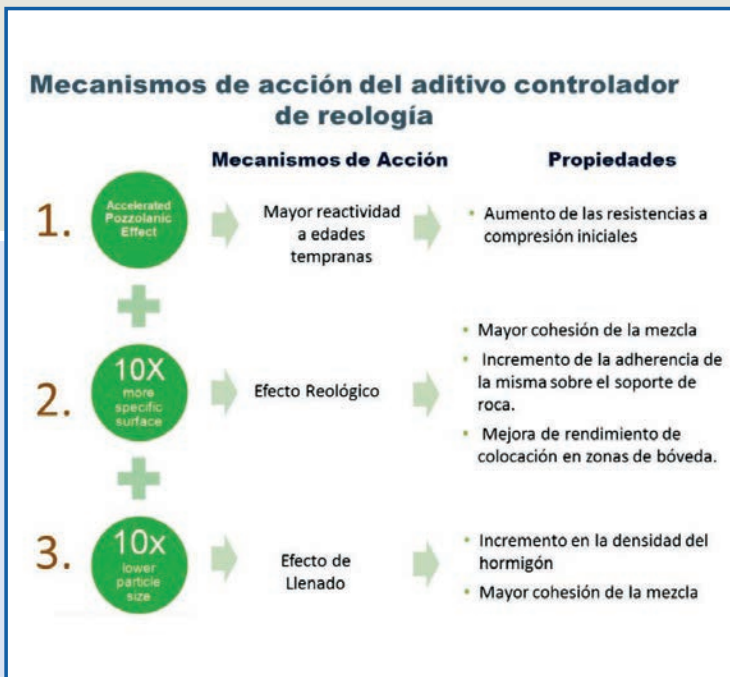 Mecanismos de acción del aditivo controlador
de reología
Mecanismos de Acción
Propiedades
1.
Accelerated
Pozzolanic
Effect
Mayor reactividad
a edades
tempranas
• Aumento de las resistencias a
compresión iniciales
2.
10X
more
specific
surface
Efecto Reológico
• Mayor cohesión de la mezcla
• Incremento de la adherencia de
la misma sobre el soporte de
roca.
• Mejora de rendimiento de
colocación en zonas de bóveda.
3.
10x
lower
particle
size
Efecto de
Llenado
• Incremento en la densidad del
hormigón
• Mayor cohesión de la mezcla